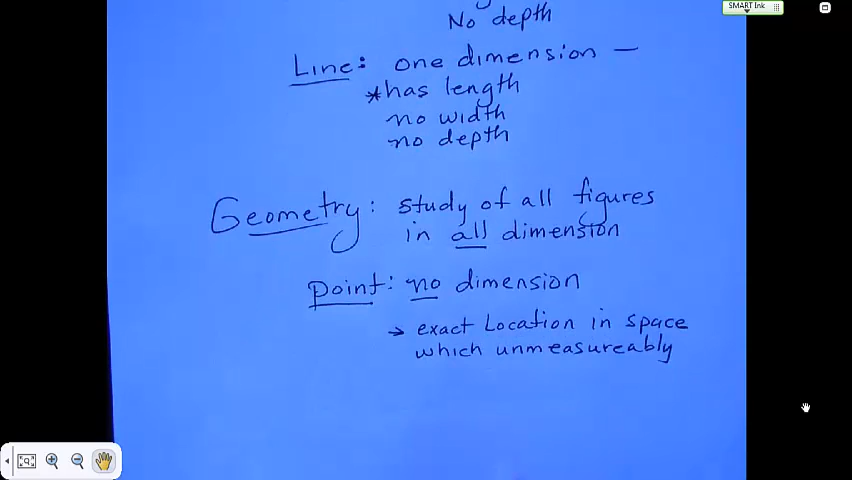 SMART Ink
No depth
Line: one dimension —
*has length
no width
no depth
Geometry: study of all figures
in all dimension
point: no dimension
→ exact Location in space
which unmeasureably